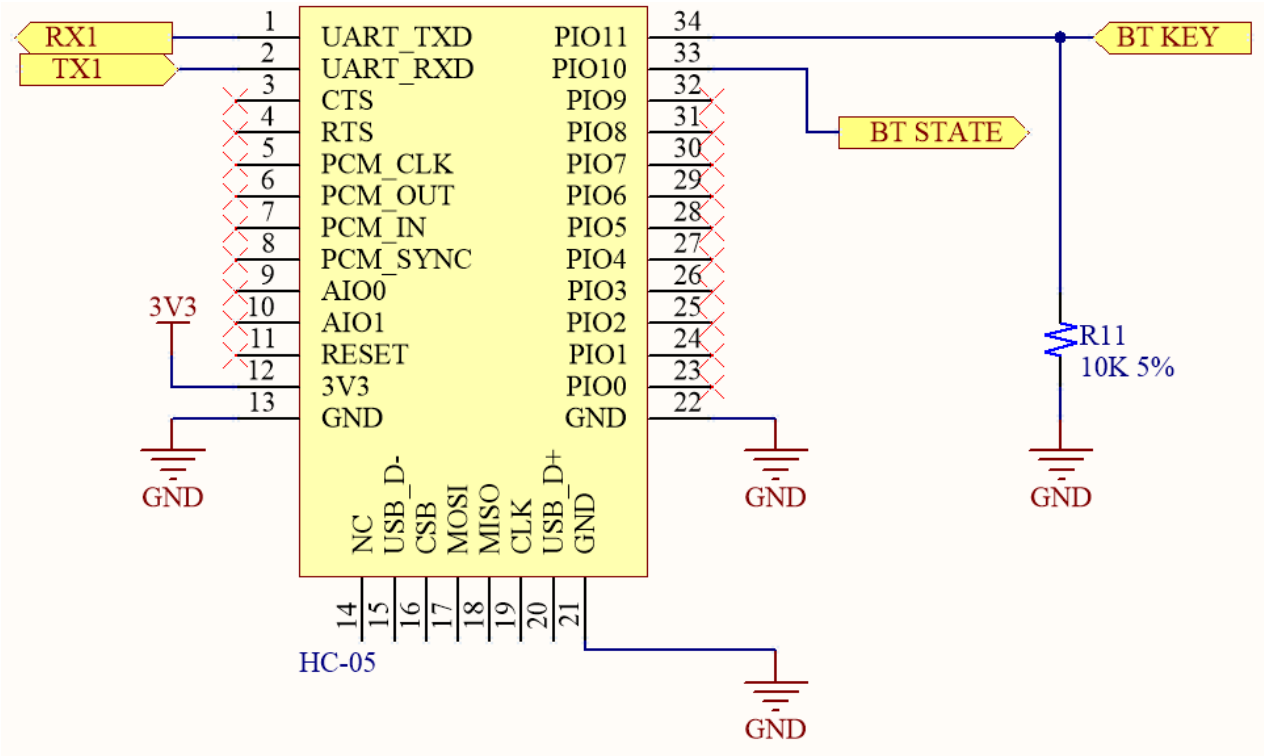 RX1
TX1
1 UART_TXD
2 UART_RXD
3 CTS
4 RTS
5 PCM_CLK
6 PCM_OUT
7 PCM_IN
8 PCM_SYNC
9 AIO0
10 AIO1
11 RESET
12 3V3
13 GND
3V3
GND
PIO11 34
PIO10 33
PIO9 32
PIO8 31
PIO7 30
PIO6 29
PIO5 28
PIO4 27
PIO3 26
PIO2 25
PIO1 24
PIO0 23
GND 22
BT KEY
BT STATE
R11
10K 5%
GND
GND
NC 14
USB_D- 15
CSB 16
MOSI 17
MISO 18
CLK 19
USB_D+ 20
GND 21
HC-05
GND